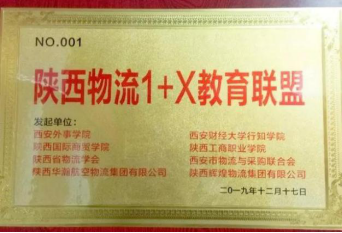 NO.001
陕西物流1+X教育联盟
发起单位：
西安外事学院 西安财经大学行知学院
陕西国际商贸学院 陕西工商职业学院
陕西省物流学会 西安市物流与采购联合会
陕西华瀚航空物流集团有限公司 陕西辉煌物流集团有限公司
二〇一九年十二月十七日